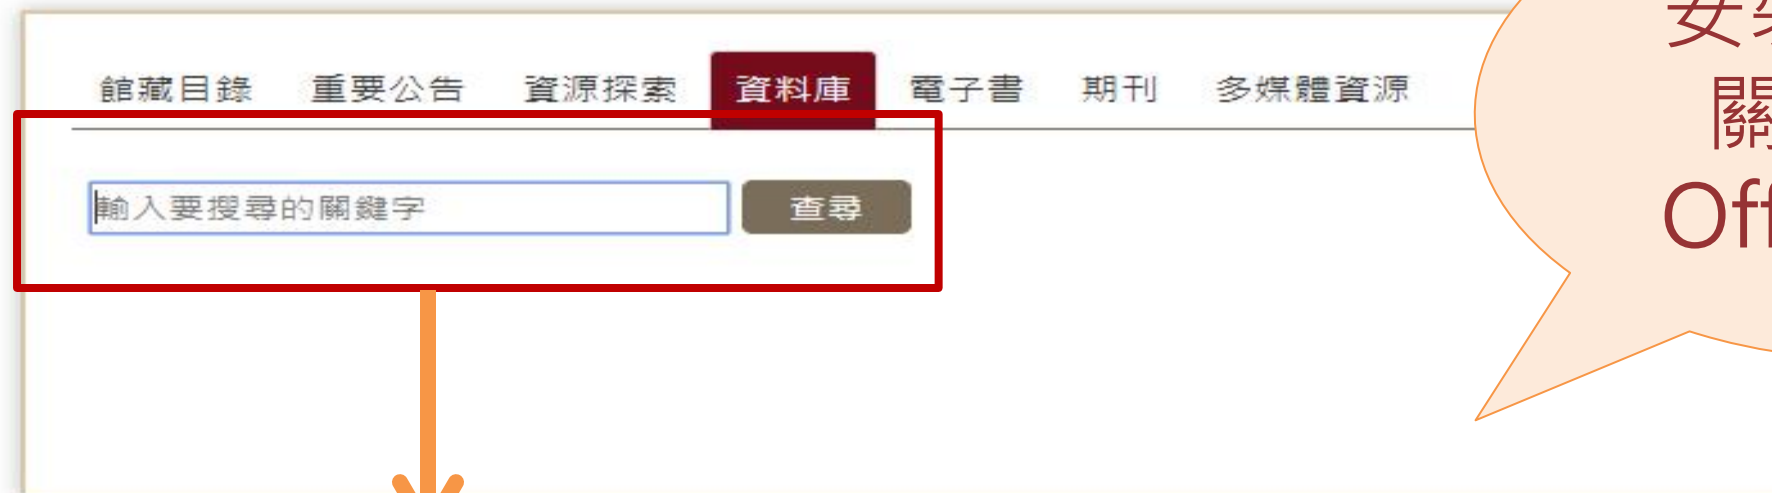 館藏目錄 重要公告 資源探索 資料庫 電子書 期刊 多媒體資源
輸入要搜尋的關鍵字 查尋
關
Off